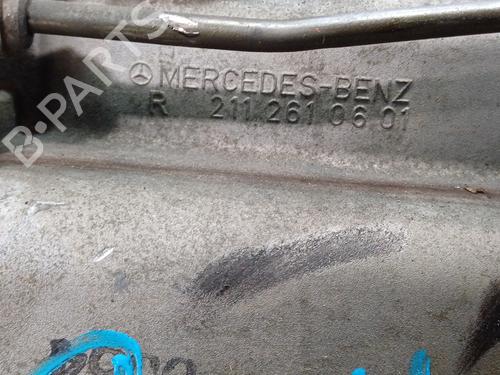 MERCEDES-BENZ
R 211 261 06 01
B-PARTS